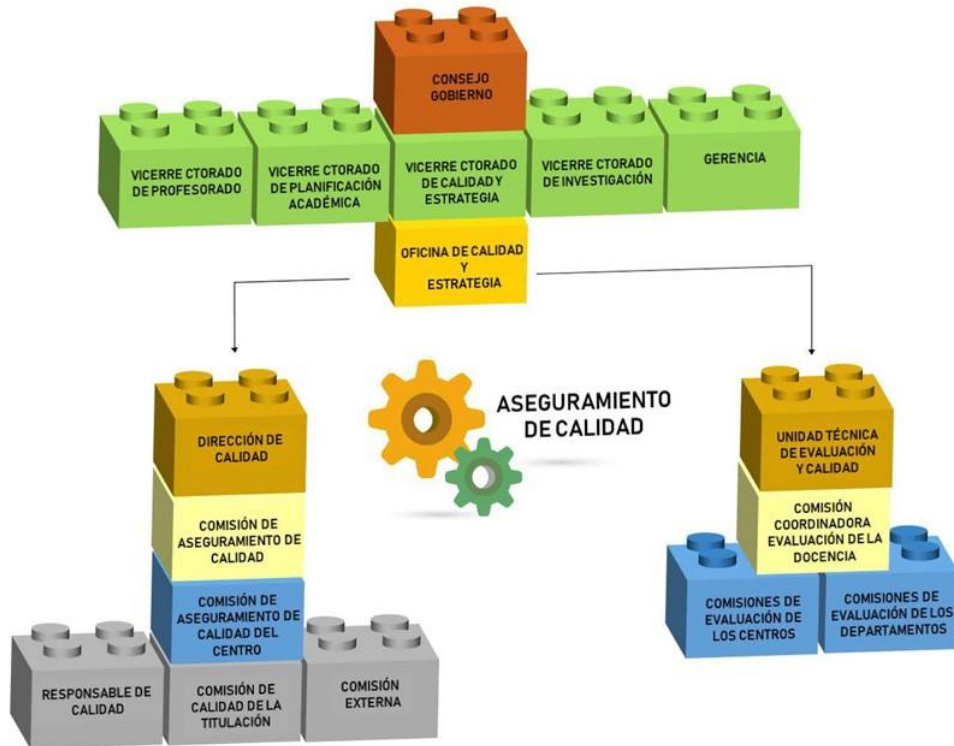 CONSEJO
GOBIERNO
VICERRE CTORADO
DE PROFESORADO
VICERRE CTORADO
DE PLANIFICACIÓN
ACADÉMICA
VICERRE CTORADO
DE CALIDAD Y
ESTRATEGIA
VICERRE CTORADO
DE INVESTIGACIÓN
GERENCIA
OFICINA DE CALIDAD
Y
ESTRATEGIA
ASEGURAMIENTO
DE CALIDAD
DIRECCIÓN DE
CALIDAD
COMISIÓN DE
ASEGURAMIENTO DE
CALIDAD
COMISIÓN DE
ASEGURAMIENTO DE
CALIDAD DEL
CENTRO
RESPONSABLE DE
CALIDAD
COMISIÓN DE
CALIDAD DE LA
TITULACIÓN
COMISIÓN
EXTERNA
UNIDAD TÉCNICA
DE EVALUACIÓN
Y CALIDAD
COMISIÓN
COORDINADORA
EVALUACIÓN DE LA
DOCENCIA
COMISIONES DE
EVALUACIÓN DE
LOS CENTROS
COMISIONES DE
EVALUACIÓN DE LOS
DEPARTAMENTOS